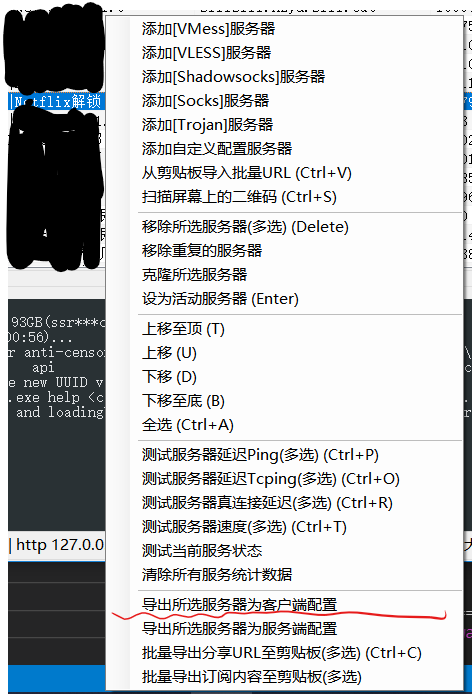 添加[VMess]服务器
添加[VLESS]服务器
添加[Shadowsocks]服务器
|Netflix解锁
添加[Socks]服务器
添加[Trojan]服务器
添加自定义配置服务器
从剪贴板导入批量URL (Ctrl+V)
扫描屏幕上的二维码 (Ctrl+S)
移除所选服务器(多选) (Delete)
移除重复的服务器
克隆所选服务器
设为活动服务器 (Enter)
上移至顶 (T)
上移 (U)
下移 (D)
下移至底 (B)
全选 (Ctrl+A)
测试服务器延迟Ping(多选) (Ctrl+P)
测试服务器延迟Tcping(多选) (Ctrl+O)
测试服务器真连接延迟(多选) (Ctrl+R)
测试服务器速度(多选) (Ctrl+T)
测试当前服务状态
清除所有服务统计数据
导出所选服务器为客户端配置
导出所选服务器为服务端配置
批量导出分享URL至剪贴板(多选) (Ctrl+C)
批量导出订阅内容至剪贴板(多选)
93GB(ssr***c
00:56)...
r anti-censor
api
e new UUID v
.exe help <c
and loading
| http 127.0.0